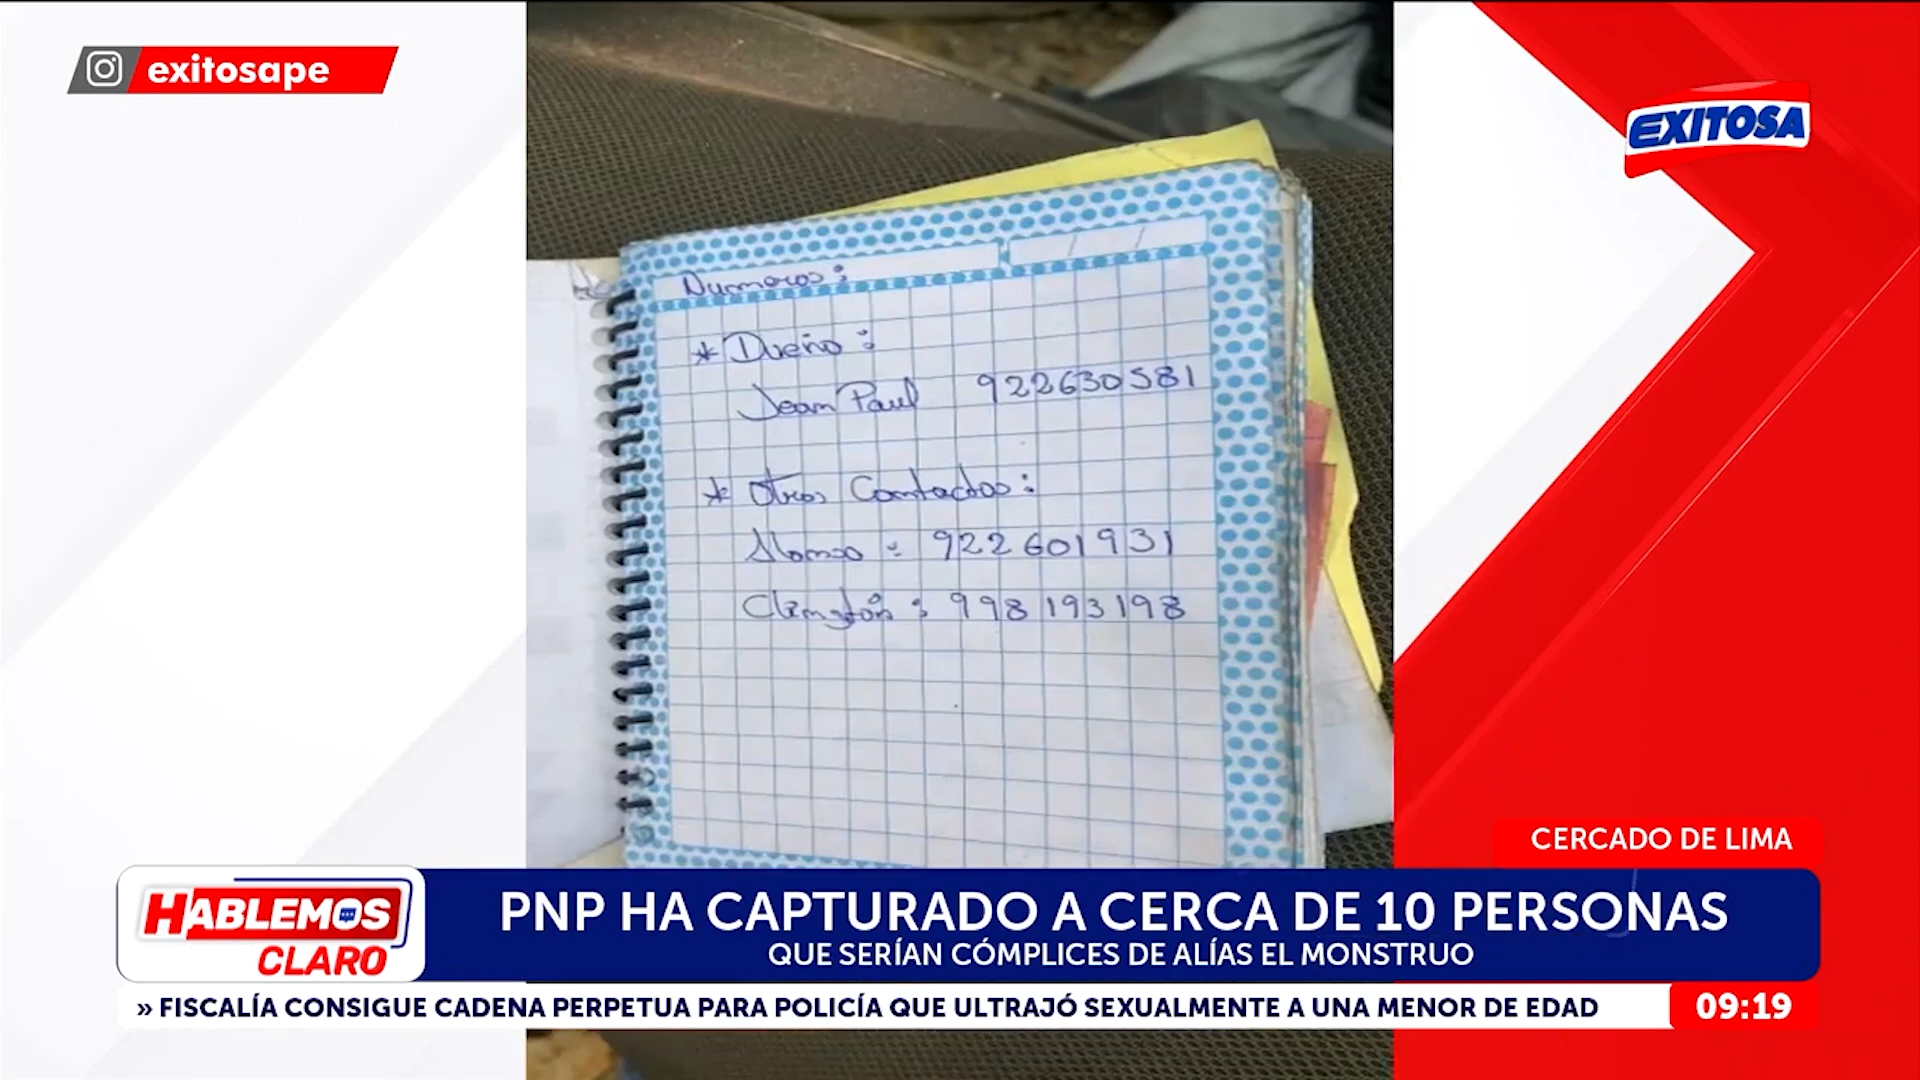 exitosape
EXITOSA
Numeros:
* Dueño:
Jean Paul 922630581
* Otros Contactos:
Alonso : 922601931
Clington : 998193198
CERCADO DE LIMA
HABLEMOS
CLARO
PNP HA CAPTURADO A CERCA DE 10 PERSONAS
QUE SERÍAN CÓMPLICES DE ALÍAS EL MONSTRUO
» FISCALÍA CONSIGUE CADENA PERPETUA PARA POLICÍA QUE ULTRAJÓ SEXUALMENTE A UNA MENOR DE EDAD
09:19